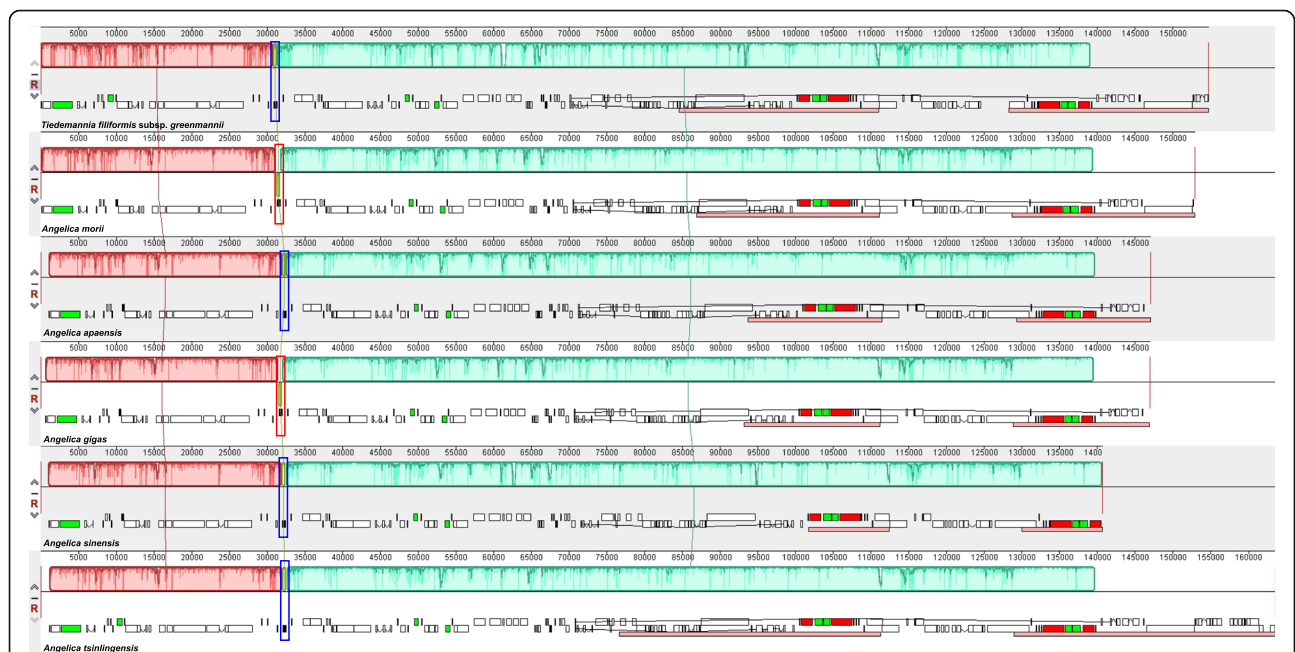 5000 10000 15000 20000 25000 30000 35000 40000 45000 50000 55000 60000 65000 70000 75000 80000 85000 90000 95000 100000 105000 110000 115000 120000 125000 130000 135000 140000 145000 150000
R
Tiedemannia filiformis subsp. greenmannii
5000 10000 15000 20000 25000 30000 35000 40000 45000 50000 55000 60000 65000 70000 75000 80000 85000 90000 95000 100000 105000 110000 115000 120000 125000 130000 135000 140000 145000 150000
R
Angelica morii
5000 10000 15000 20000 25000 30000 35000 40000 45000 50000 55000 60000 65000 70000 75000 80000 85000 90000 95000 100000 105000 110000 115000 120000 125000 130000 135000 140000 145000
R
Angelica apaensis
5000 10000 15000 20000 25000 30000 35000 40000 45000 50000 55000 60000 65000 70000 75000 80000 85000 90000 95000 100000 105000 110000 115000 120000 125000 130000 135000 140000 145000
R
Angelica gigas
5000 10000 15000 20000 25000 30000 35000 40000 45000 50000 55000 60000 65000 70000 75000 80000 85000 90000 95000 100000 105000 110000 115000 120000 125000 130000 135000 1400
R
Angelica sinensis
5000 10000 15000 20000 25000 30000 35000 40000 45000 50000 55000 60000 65000 70000 75000 80000 85000 90000 95000 100000 105000 110000 115000 120000 125000 130000 135000 140000 145000 150000 155000 160000
R
Angelica tsinlingensis